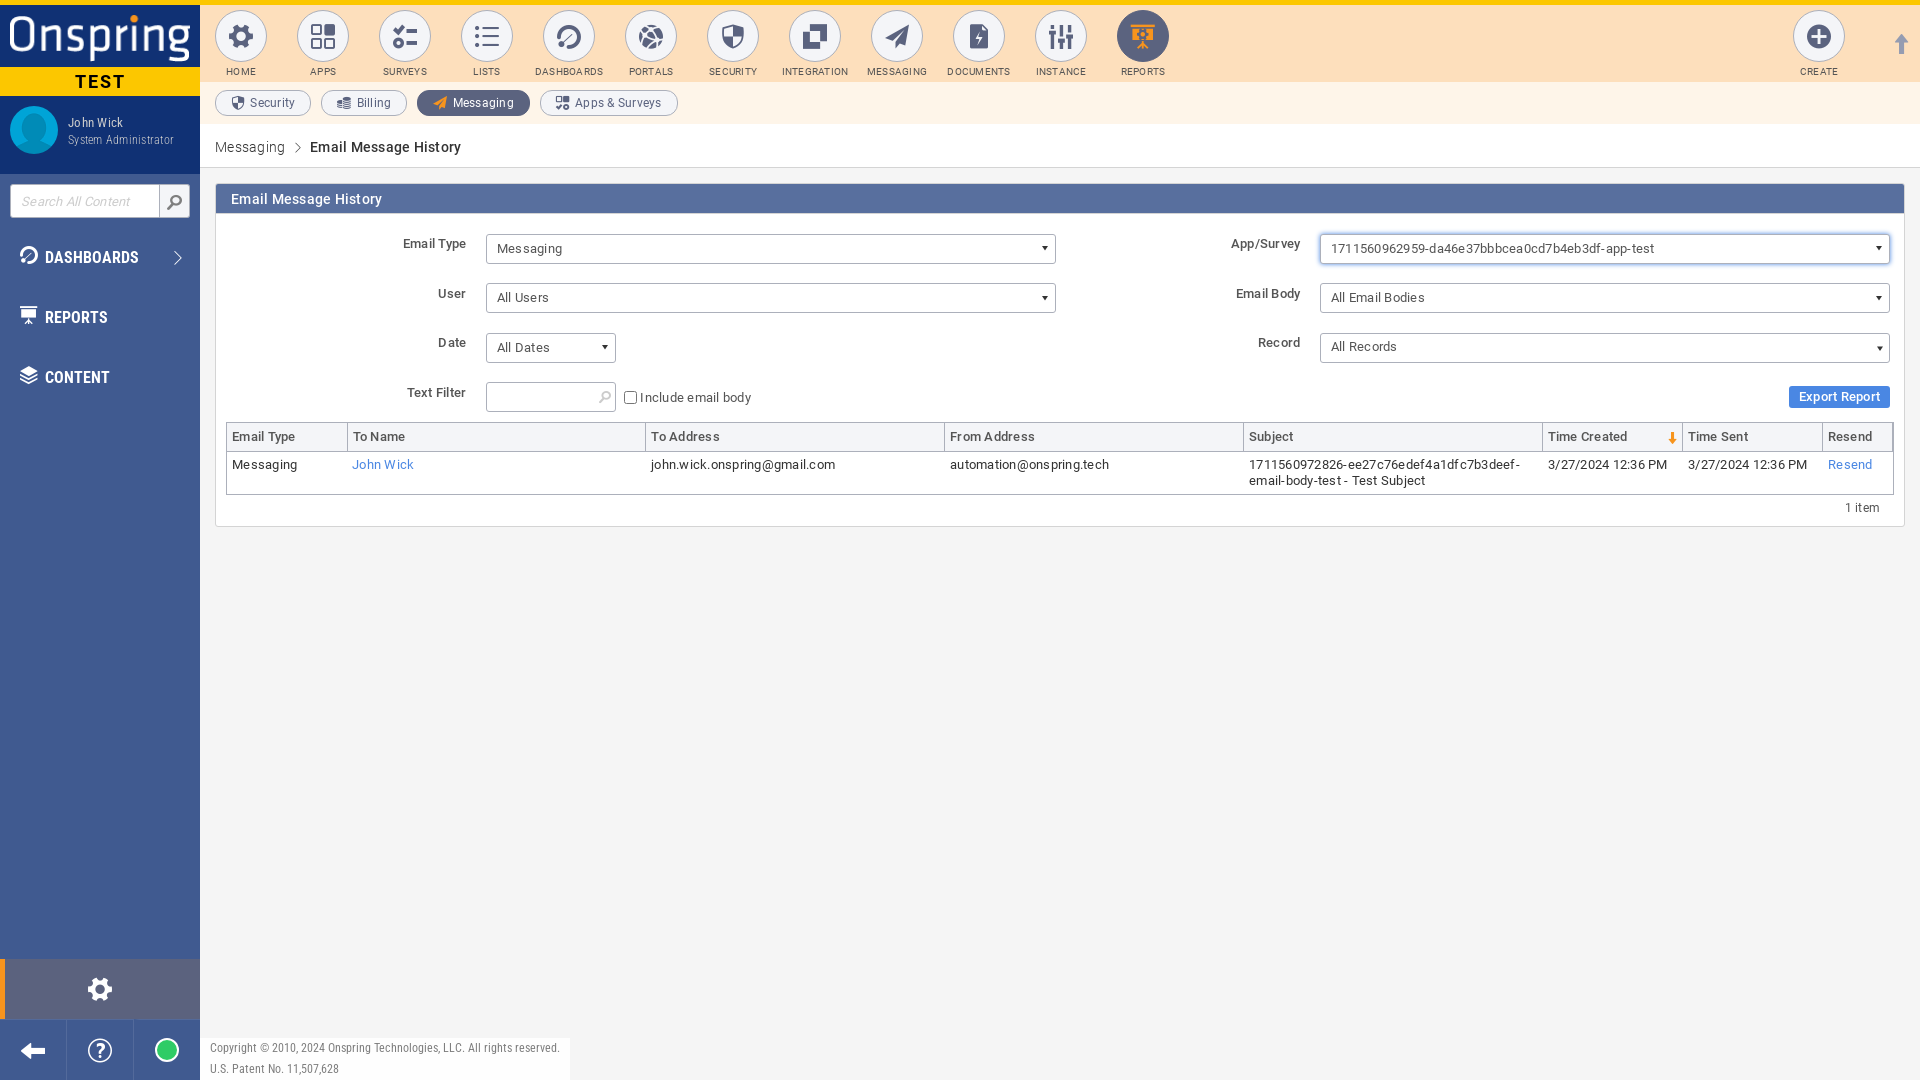 Onspring
TEST
John Wick
System Administrator
Search All Content
DASHBOARDS
REPORTS
CONTENT
HOME
APPS
SURVEYS
LISTS
DASHBOARDS
PORTALS
SECURITY
INTEGRATION
MESSAGING
DOCUMENTS
INSTANCE
REPORTS
CREATE
Security
Billing
Messaging
Apps & Surveys
Messaging > Email Message History
Email Message History
Email Type Messaging
App/Survey 1711560962959-da46e37bbbcea0cd7b4eb3df-app-test
User All Users
Email Body All Email Bodies
Date All Dates
Record All Records
Text Filter Include email body
Export Report
Email Type To Name To Address From Address Subject Time Created Time Sent Resend
Messaging John Wick john.wick.onspring@gmail.com automation@onspring.tech 1711560972826-ee27c76edef4a1dfc7b3deef- 3/27/2024 12:36 PM 3/27/2024 12:36 PM Resend
email-body-test - Test Subject
1 item
Copyright © 2010, 2024 Onspring Technologies, LLC. All rights reserved.
U.S. Patent No. 11,507,628